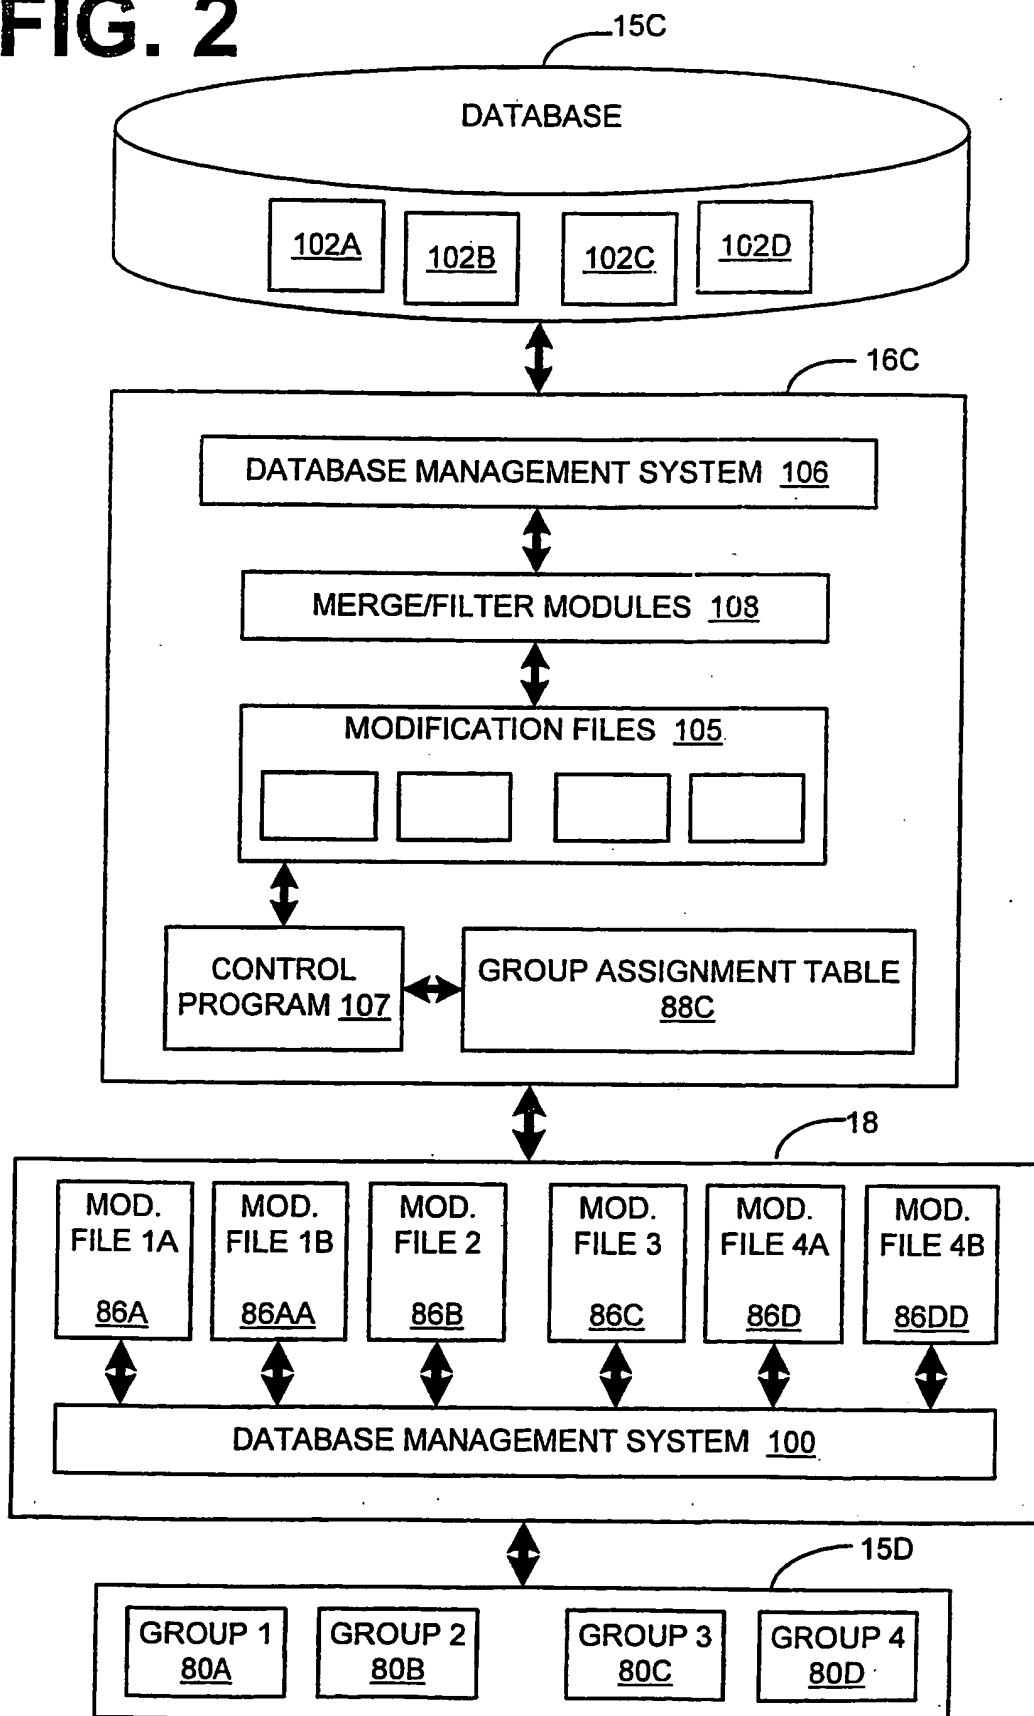 FIG. 2
15C
DATABASE
102A 102B 102C 102D
16C
DATABASE MANAGEMENT SYSTEM 106
MERGE/FILTER MODULES 108
MODIFICATION FILES 105
CONTROL
PROGRAM 107
GROUP ASSIGNMENT TABLE
88C
18
MOD.
FILE 1A
86A
MOD.
FILE 1B
86AA
MOD.
FILE 2
86B
MOD.
FILE 3
86C
MOD.
FILE 4A
86D
MOD.
FILE 4B
86DD
DATABASE MANAGEMENT SYSTEM 100
15D
GROUP 1
80A
GROUP 2
80B
GROUP 3
80C
GROUP 4
80D